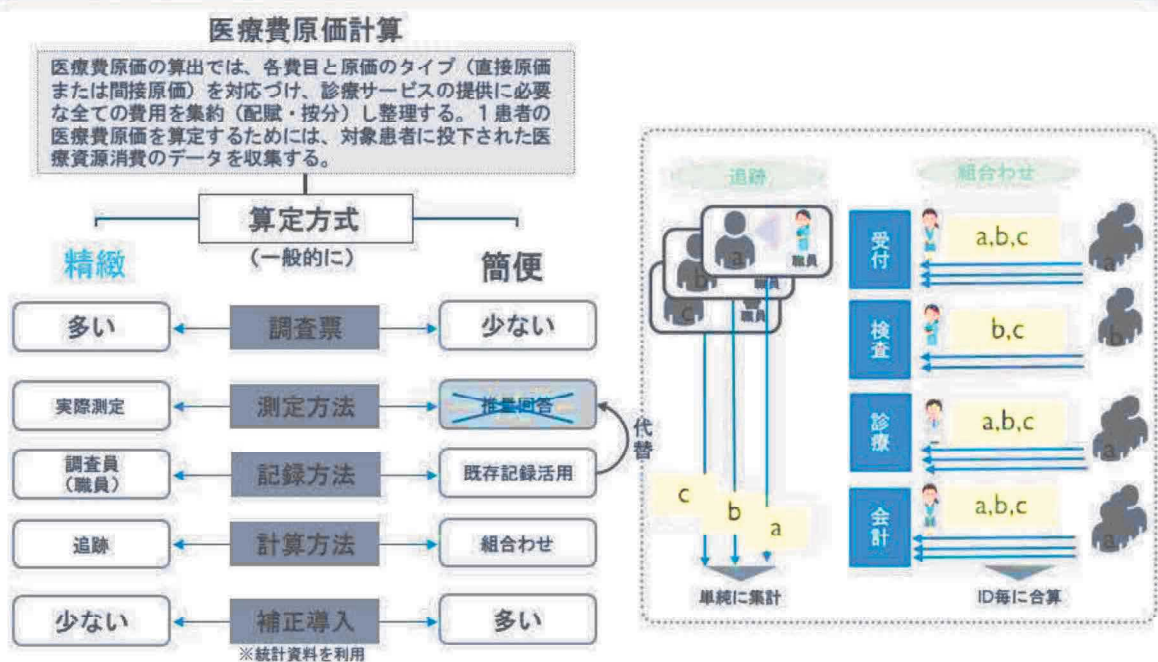 医療費原価計算
医療費原価の算出では、各費目と原価のタイプ（直接原価
または間接原価）を対応づけ、診療サービスの提供に必要
な全ての費用を集約（配賦・按分）し整理する。1患者の
医療費原価を算定するためには、対象患者に投下された医
療資源消費のデータを収集する。
算定方式
（一般的に）
精緻
簡便
多い
調査票
少ない
実際測定
測定方法
推量回答
代替
調査員
（職員）
記録方法
既存記録活用
追跡
計算方法
組合わせ
少ない
補正導入
多い
※統計資料を利用
追跡
a
職員
b
職員
c
職員
c
b
a
単純に集計
組合わせ
受付
a,b,c
a
検査
b,c
b
診療
a,b,c
a
会計
a,b,c
a
ID毎に合算